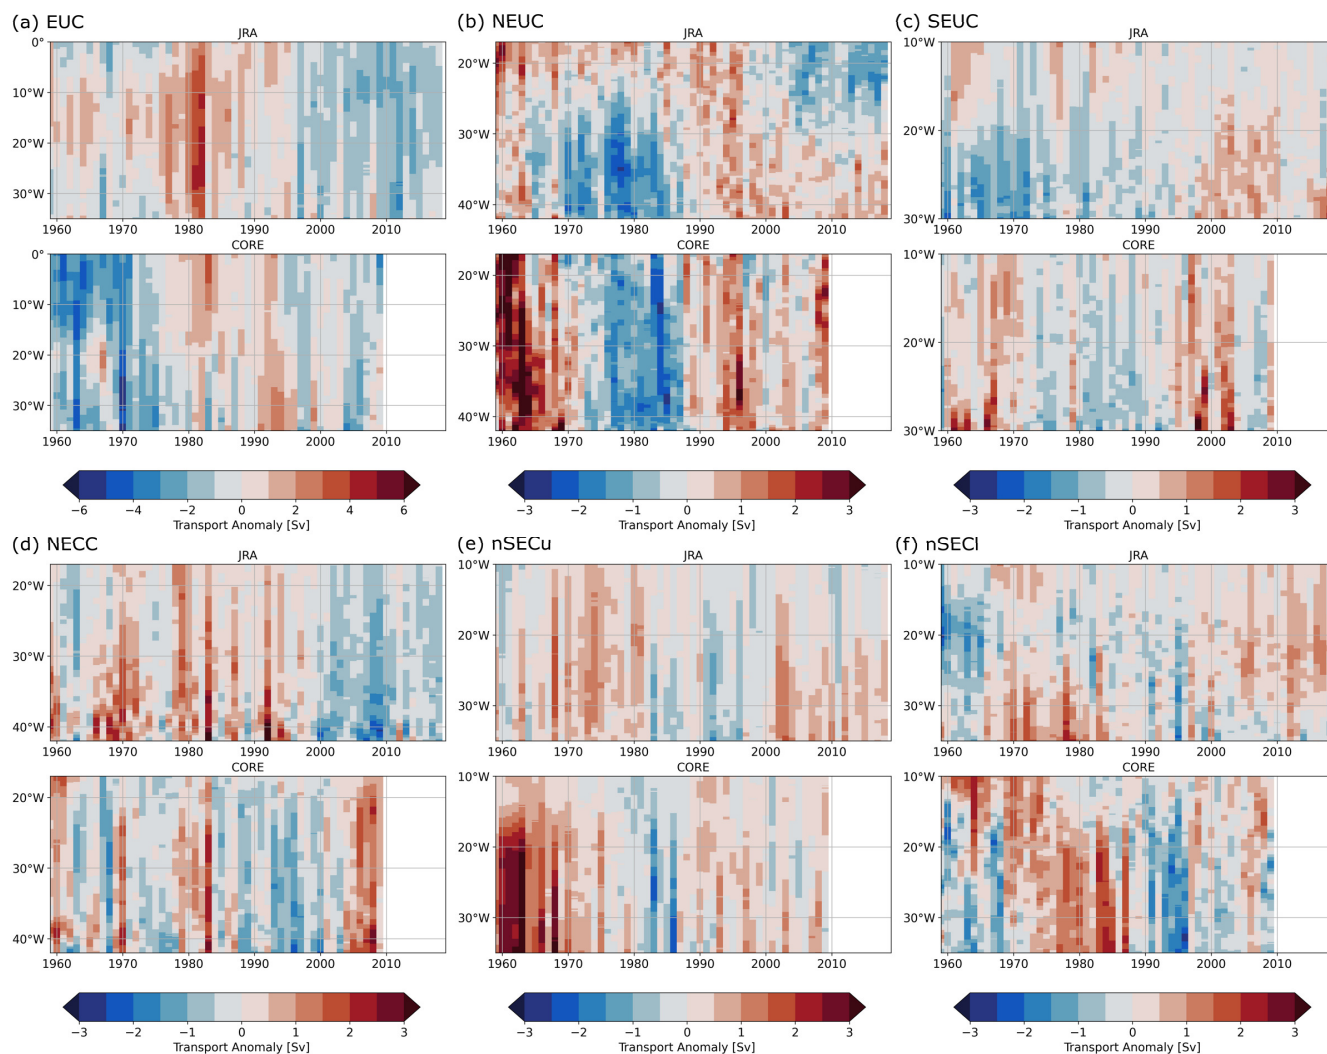 (a) EUC
JRA
0°
10°W
20°W
30°W
1960 1970 1980 1990 2000 2010
CORE
0°
10°W
20°W
30°W
1960 1970 1980 1990 2000 2010
−6 −4 −2 0 2 4 6
Transport Anomaly [Sv]
(b) NEUC
JRA
20°W
30°W
40°W
1960 1970 1980 1990 2000 2010
CORE
20°W
30°W
40°W
1960 1970 1980 1990 2000 2010
−3 −2 −1 0 1 2 3
Transport Anomaly [Sv]
(c) SEUC
JRA
10°W
20°W
30°W
1960 1970 1980 1990 2000 2010
CORE
10°W
20°W
30°W
1960 1970 1980 1990 2000 2010
−3 −2 −1 0 1 2 3
Transport Anomaly [Sv]
(d) NECC
JRA
20°W
30°W
40°W
1960 1970 1980 1990 2000 2010
CORE
20°W
30°W
40°W
1960 1970 1980 1990 2000 2010
−3 −2 −1 0 1 2 3
Transport Anomaly [Sv]
(e) nSECu
JRA
10°W
20°W
30°W
1960 1970 1980 1990 2000 2010
CORE
10°W
20°W
30°W
1960 1970 1980 1990 2000 2010
−3 −2 −1 0 1 2 3
Transport Anomaly [Sv]
(f) nSECl
JRA
10°W
20°W
30°W
1960 1970 1980 1990 2000 2010
CORE
10°W
20°W
30°W
1960 1970 1980 1990 2000 2010
−3 −2 −1 0 1 2 3
Transport Anomaly [Sv]